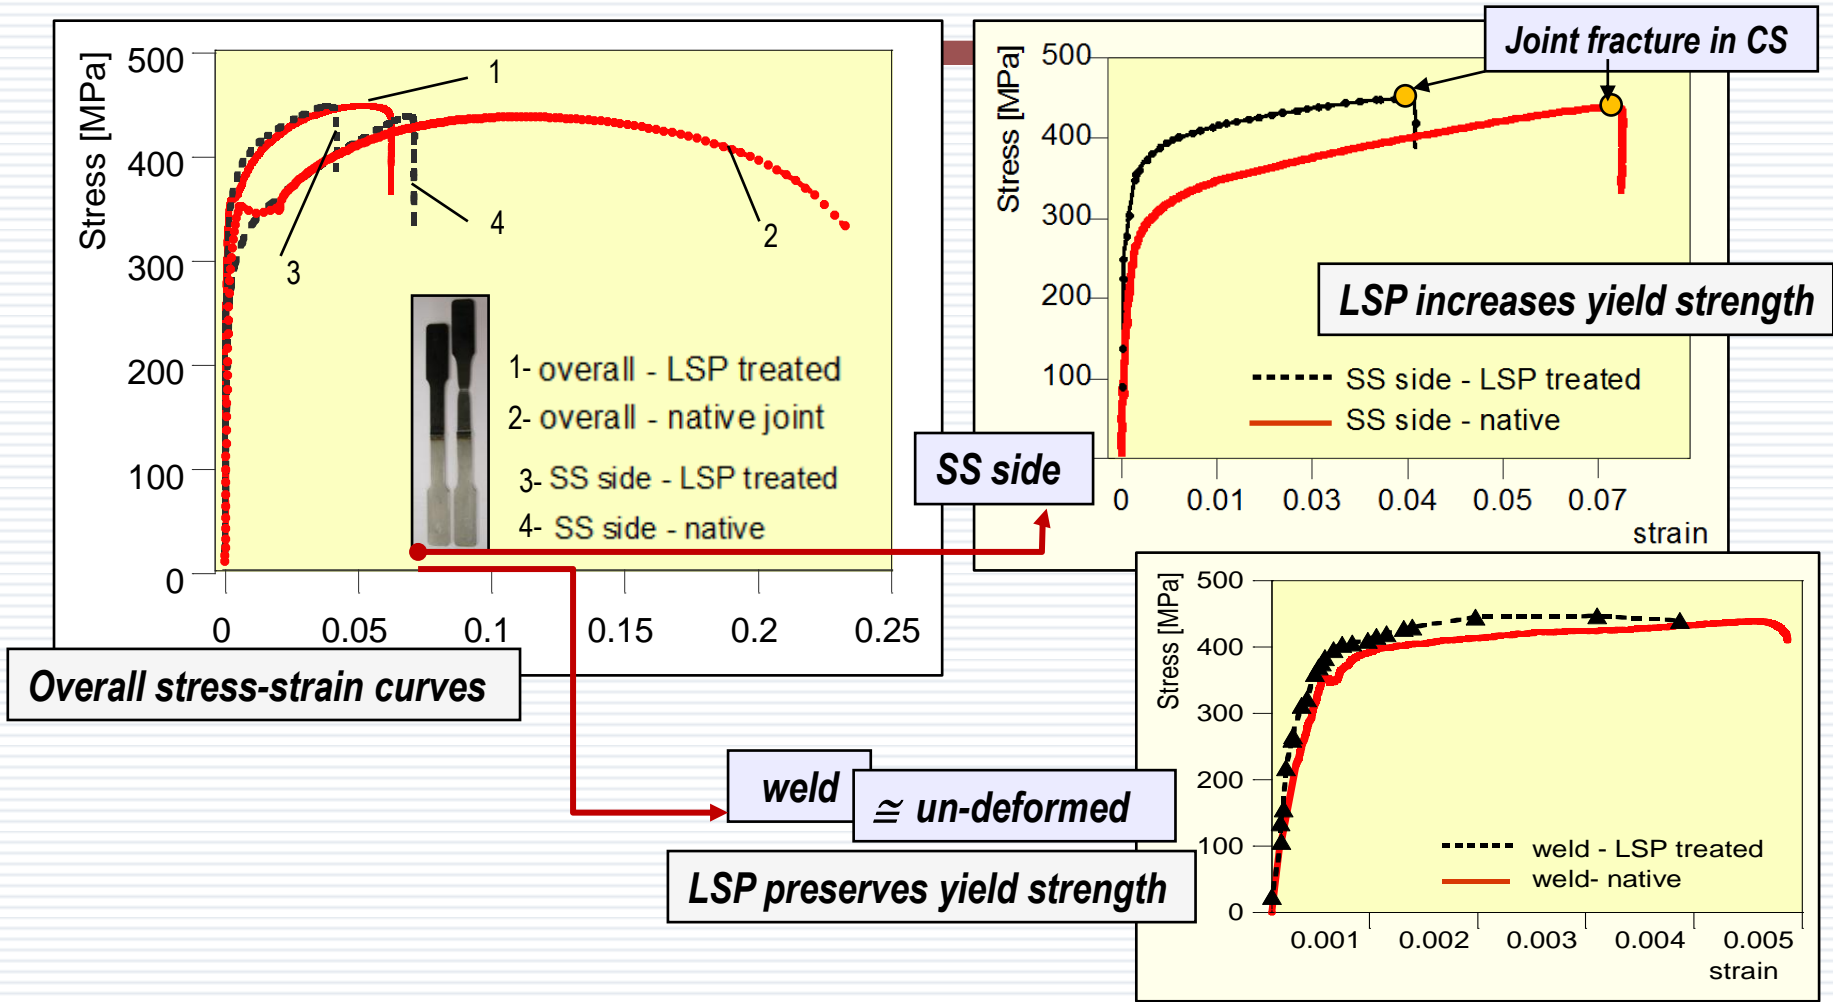 Stress [MPa]
500
400
300
200
100
0
0
0.05
0.1
0.15
0.2
0.25
1
2
3
4
1- overall - LSP treated
2- overall - native joint
3- SS side - LSP treated
4- SS side - native
Overall stress-strain curves
Joint fracture in CS
Stress [MPa]
500
400
300
200
100
LSP increases yield strength
SS side - LSP treated
SS side - native
0
0.01
0.03
0.04
0.05
0.07
strain
SS side
weld
≅ un-deformed
LSP preserves yield strength
Stress [MPa]
500
400
300
200
100
0
weld - LSP treated
weld- native
0.001
0.002
0.003
0.004
0.005
strain